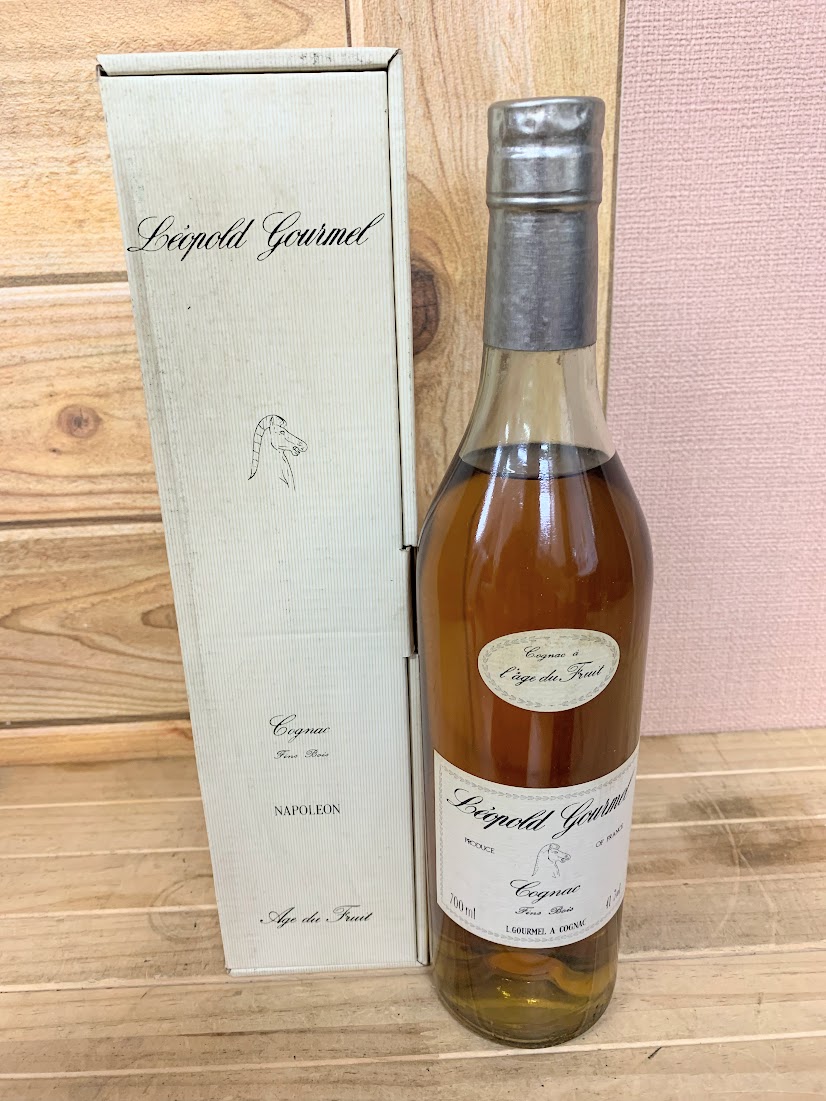 Léopold Gourmel
Cognac
Fins Bois
NAPOLEON
Age du Fruit
Cognac à
l'âge du Fruit
Léopold Gourmel
PRODUCE
OF FRANCE
Cognac
700 ml
Fins Bois
L.GOURMEL A COGNAC